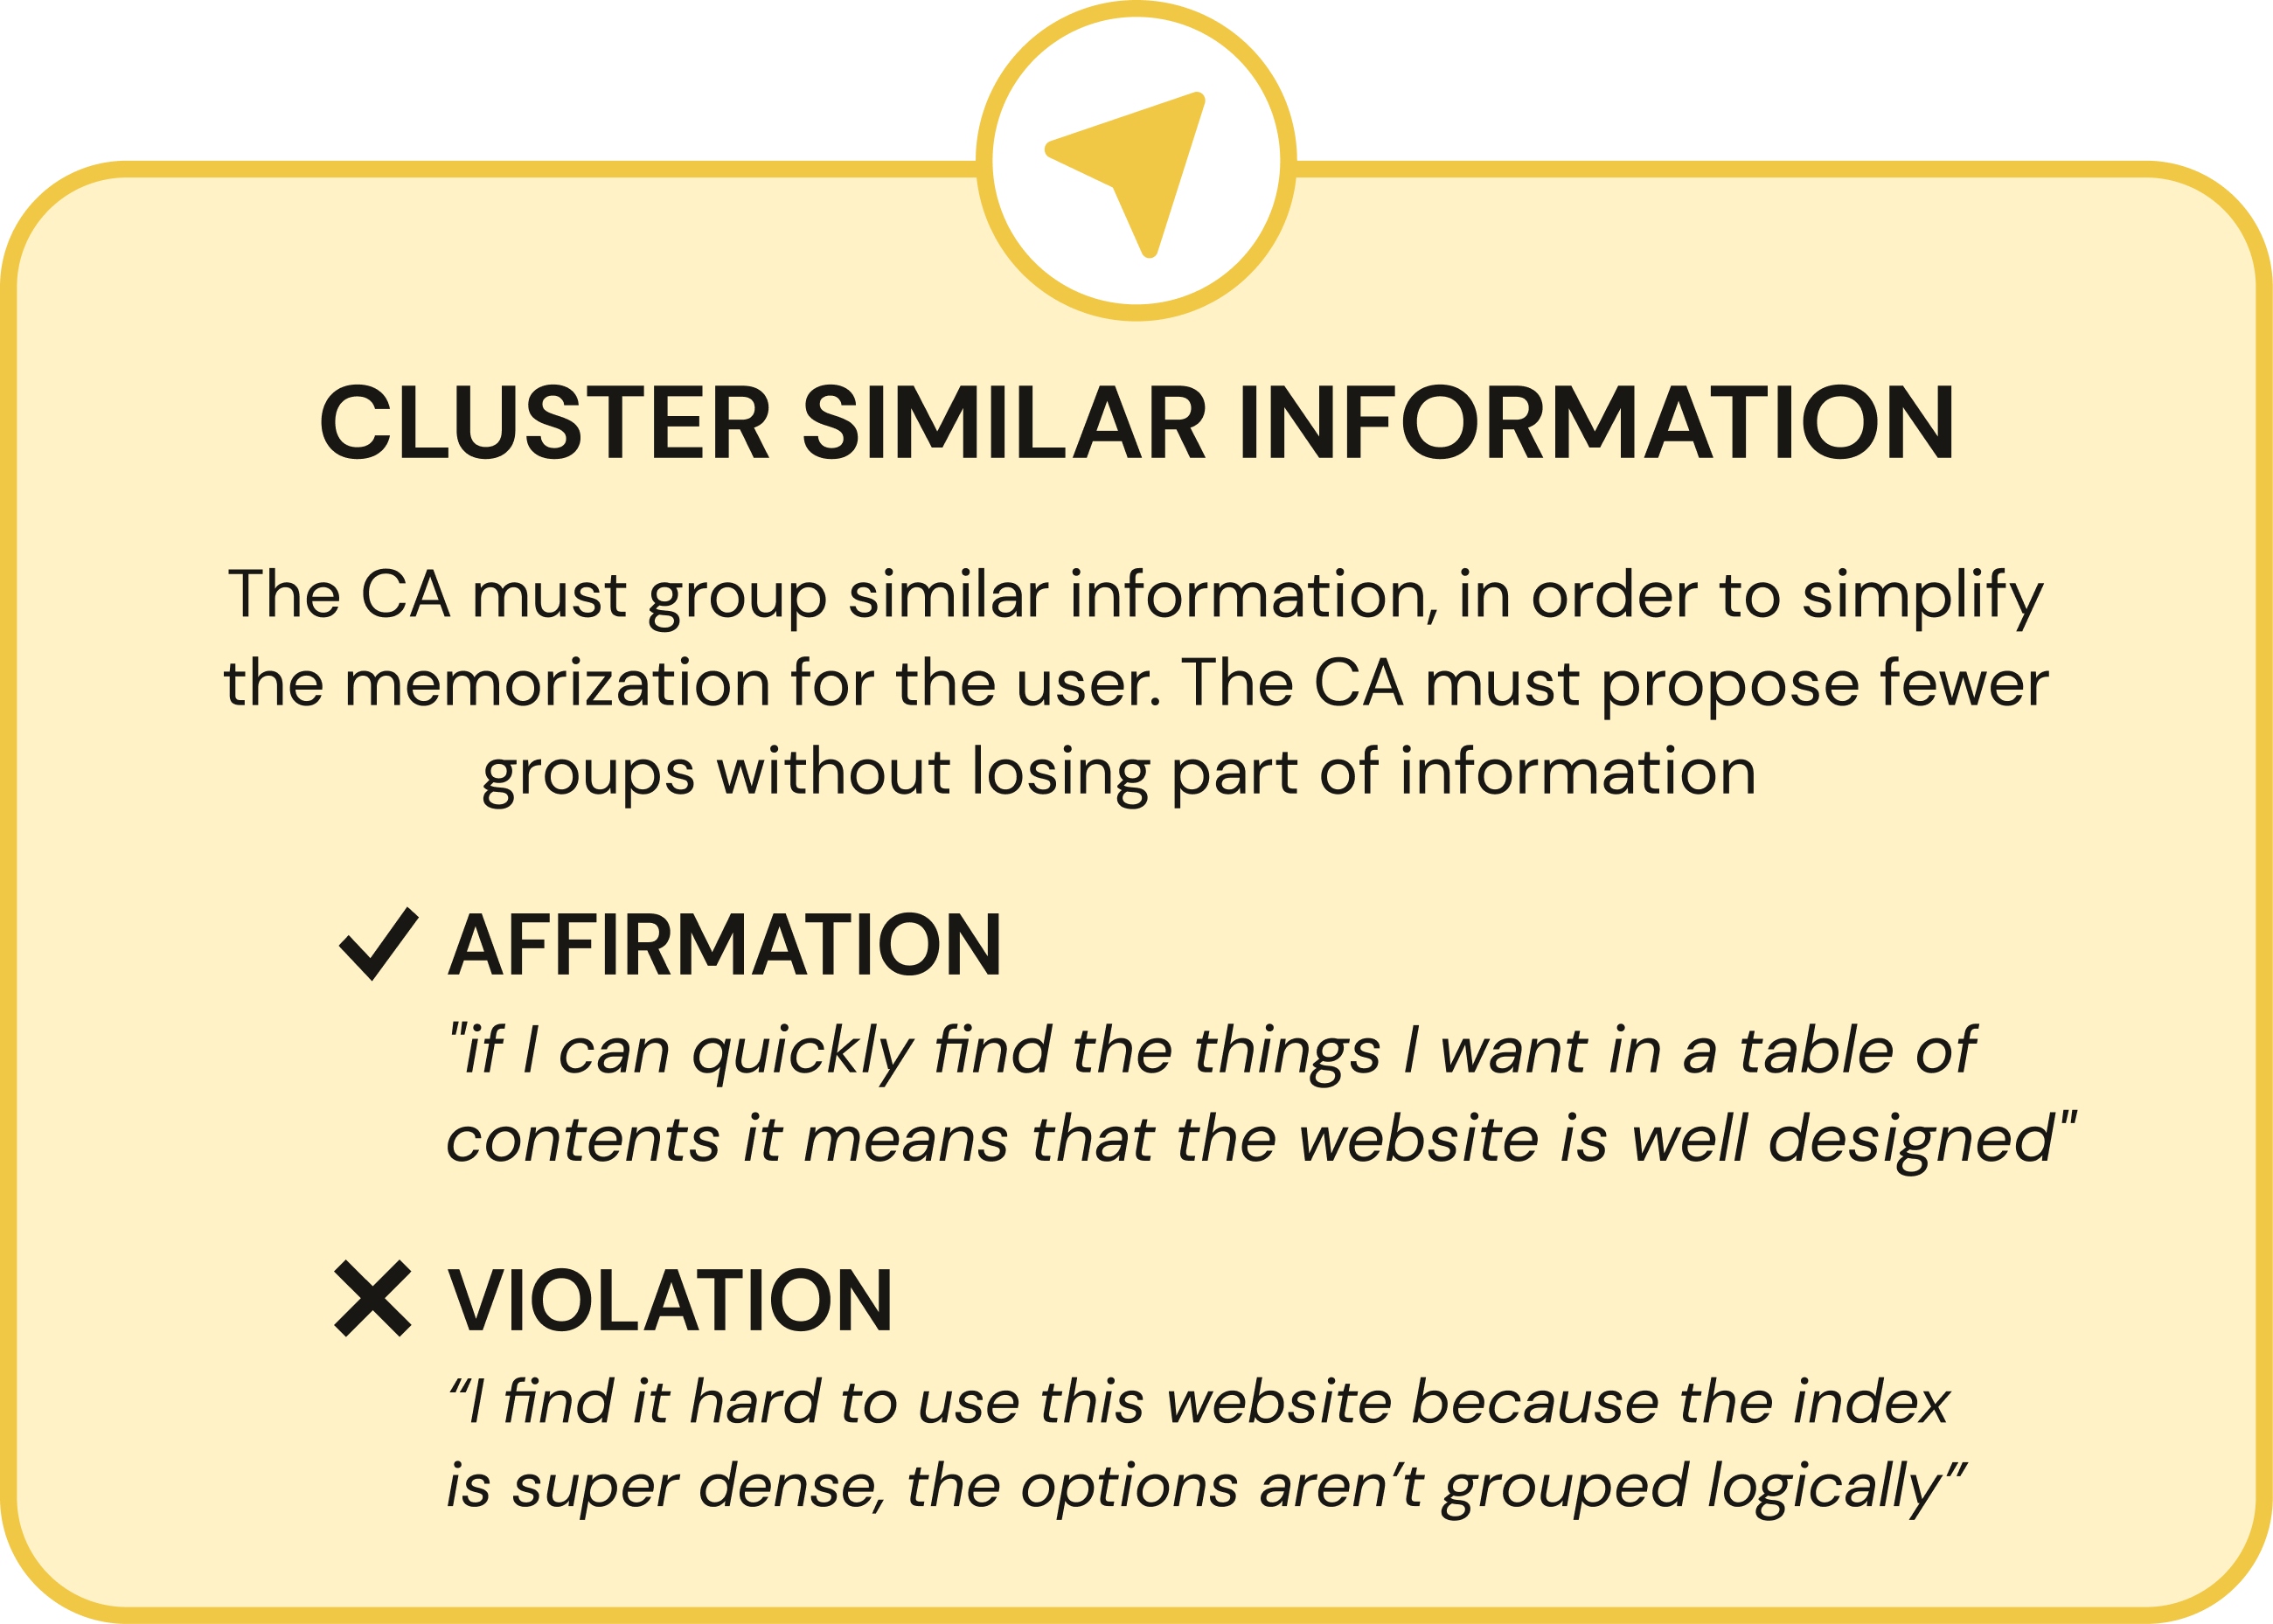 CLUSTER SIMILAR INFORMATION
The CA must group similar information, in order to simplify
the memorization for the user. The CA must propose fewer
groups without losing part of information
AFFIRMATION
"if I can quickly find the things I want in a table of
contents it means that the website is well designed"
VIOLATION
“I find it hard to use this website because the index
is super dense, the options aren’t grouped logically“